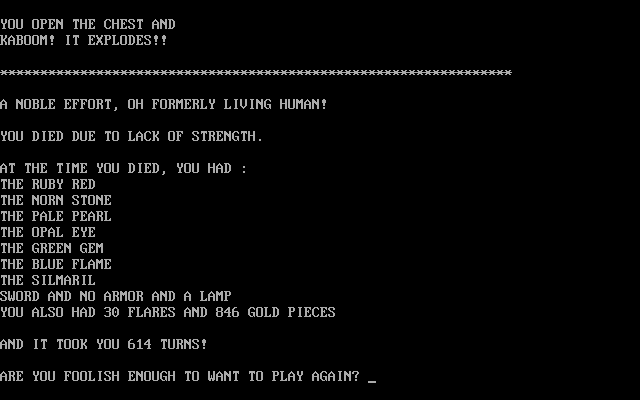 YOU OPEN THE CHEST AND
KABOOM! IT EXPLODES!!
****************************************************************
A NOBLE EFFORT, OH FORMERLY LIVING HUMAN!
YOU DIED DUE TO LACK OF STRENGTH.
AT THE TIME YOU DIED, YOU HAD :
THE RUBY RED
THE NORN STONE
THE PALE PEARL
THE OPAL EYE
THE GREEN GEM
THE BLUE FLAME
THE SILMARIL
SWORD AND NO ARMOR AND A LAMP
YOU ALSO HAD 30 FLARES AND 846 GOLD PIECES
AND IT TOOK YOU 614 TURNS!
ARE YOU FOOLISH ENOUGH TO WANT TO PLAY AGAIN? _